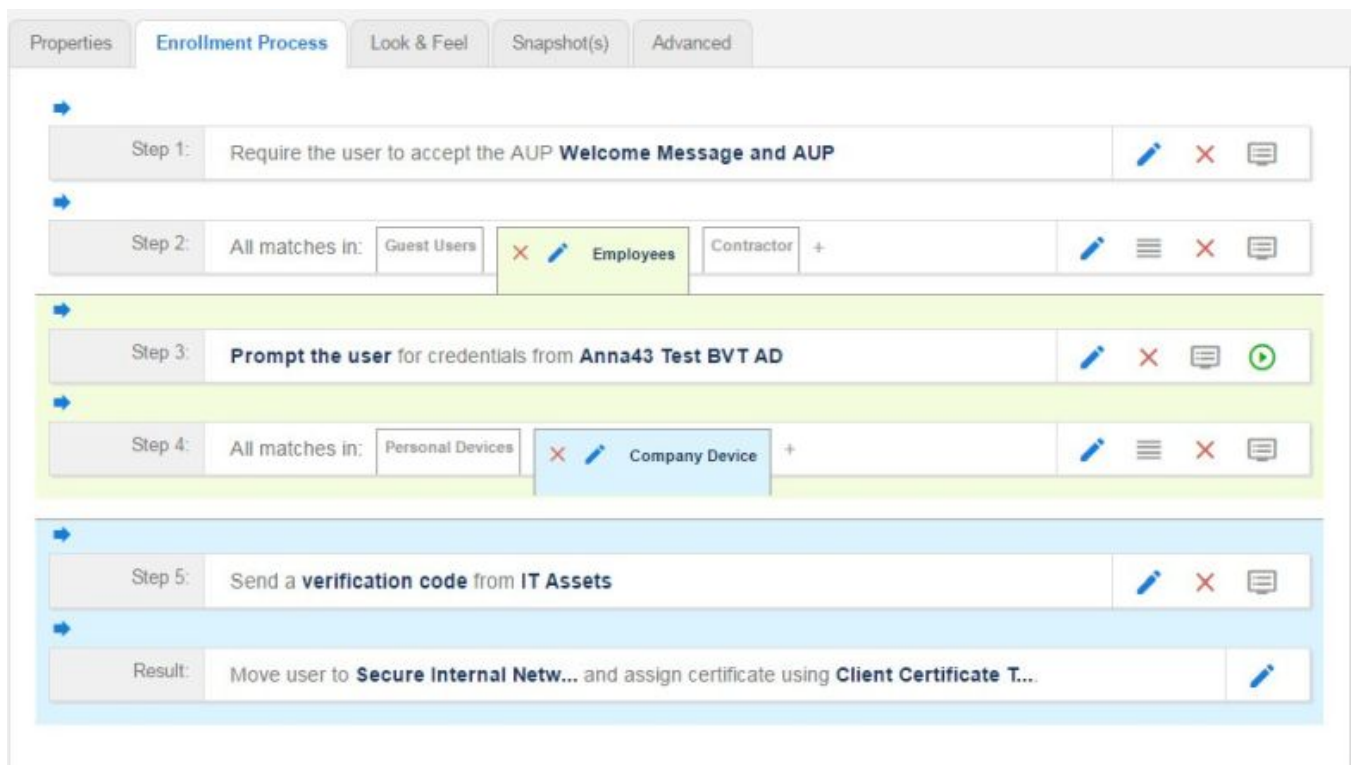 Properties Enrollment Process Look & Feel Snapshot(s) Advanced
Step 1: Require the user to accept the AUP Welcome Message and AUP
Step 2: All matches in: Guest Users Employees Contractor +
Step 3: Prompt the user for credentials from Anna43 Test BVT AD
Step 4: All matches in: Personal Devices Company Device +
Step 5: Send a verification code from IT Assets
Result: Move user to Secure Internal Netw... and assign certificate using Client Certificate T....